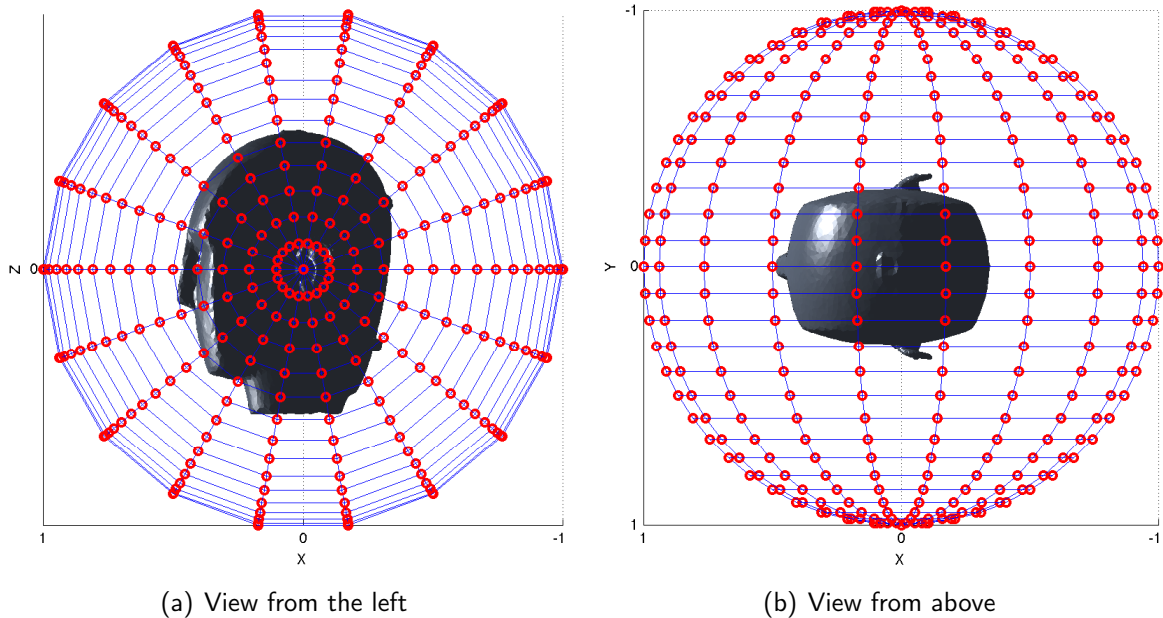 -1
Z 0
Y 0
1 0 -1
X
1
1 0 -1
X
(a) View from the left
(b) View from above